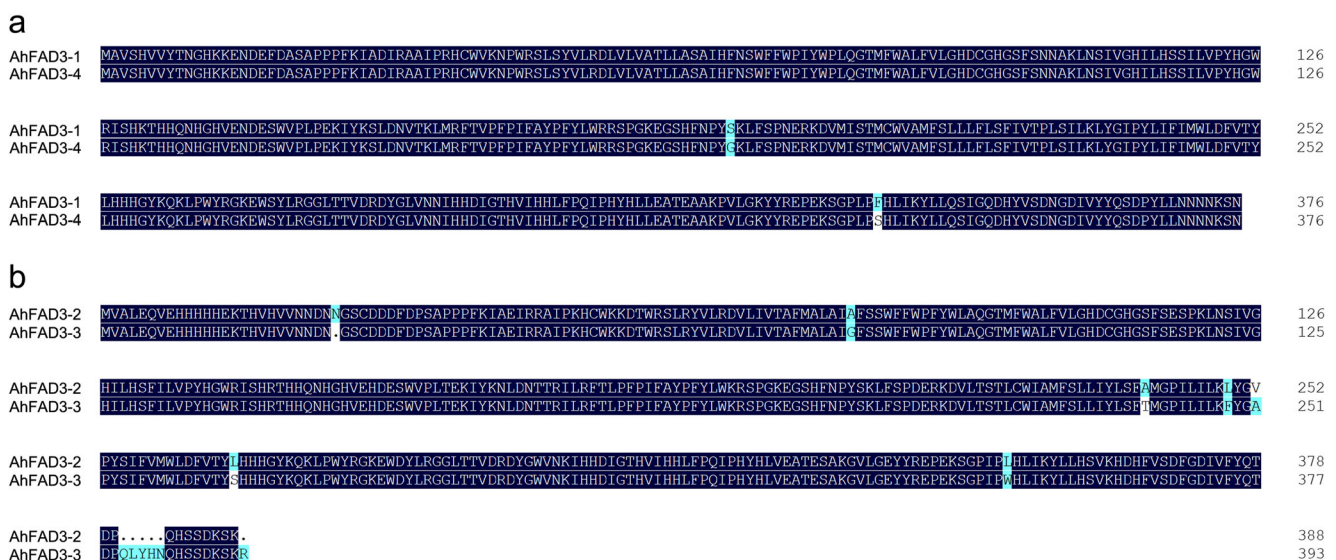 a
AhFAD3-1 MAVSHVVYTNGHKKENDEFDASAPPPFKIADIRAAIPRHCWVKNPWRSLSYVLRDLVLVATLLASAIHFNSWFFWPIYWPLQGTMFWALFVLGHDCGHGSFSNNAKLNSIVGHILHSSILVPYHGW 126
AhFAD3-4 MAVSHVVYTNGHKKENDEFDASAPPPFKIADIRAAIPRHCWVKNPWRSLSYVLRDLVLVATLLASAIHFNSWFFWPIYWPLQGTMFWALFVLGHDCGHGSFSNNAKLNSIVGHILHSSILVPYHGW 126
AhFAD3-1 RISHKTHHQNHGHVENDESWVPLPEKIYKSLDNVTKLMRFTVPFPIFAYPFYLWRRSPGKEGSHFNPYSKLFSPNERKDVMISTMCWVAMFSLLLFLSFIVTPLSILKLYGIPYLIFIMWLDFVTY 252
AhFAD3-4 RISHKTHHQNHGHVENDESWVPLPEKIYKSLDNVTKLMRFTVPFPIFAYPFYLWRRSPGKEGSHFNPYGKLFSPNERKDVMISTMCWVAMFSLLLFLSFIVTPLSILKLYGIPYLIFIMWLDFVTY 252
AhFAD3-1 LHHHGYKQKLPWYRGKEWSYLRGGLTTVDRDYGLVNNIHHDIGTHVIHHLFPQIPHYHLLEATEAAKPVLGKYYREPEKSGPLPFHLIKYLLQSIGQDHYVSDNGDIVYYQSDPYLLNNNNKSN 376
AhFAD3-4 LHHHGYKQKLPWYRGKEWSYLRGGLTTVDRDYGLVNNIHHDIGTHVIHHLFPQIPHYHLLEATEAAKPVLGKYYREPEKSGPLPSHLIKYLLQSIGQDHYVSDNGDIVYYQSDPYLLNNNNKSN 376
b
AhFAD3-2 MVALEQVEHHHHHEKTHVHVVNNDNNGSCDDDFDPSAPPPFKIAEIRRAIPKHCWKKDTWRSLRYVLRDVLIVTAFMALAIAFSSWFFWPFYWLAQGTMFWALFVLGHDCGHGSFSESPKLNSIVG 126
AhFAD3-3 MVALEQVEHHHHHEKTHVHVVNNDN.GSCDDDFDPSAPPPFKIAEIRRAIPKHCWKKDTWRSLRYVLRDVLIVTAFMALAIGFSSWFFWPFYWLAQGTMFWALFVLGHDCGHGSFSESPKLNSIVG 125
AhFAD3-2 HILHSFILVPYHGWRISHRTHHQNHGHVEHDESWVPLTEKIYKNLDNTTRILRFTLPFPIFAYPFYLWKRSPGKEGSHFNPYSKLFSPDERKDVLTSTLCWIAMFSLLIYLSFAMGPILILKLYGV 252
AhFAD3-3 HILHSFILVPYHGWRISHRTHHQNHGHVEHDESWVPLTEKIYKNLDNTTRILRFTLPFPIFAYPFYLWKRSPGKEGSHFNPYSKLFSPDERKDVLTSTLCWIAMFSLLIYLSFTMGPILILKFYGA 251
AhFAD3-2 PYSIFVMWLDFVTYLHHHGYKQKLPWYRGKEWDYLRGGLTTVDRDYGWVNKIHHDIGTHVIHHLFPQIPHYHLVEATESAKGVLGEYYREPEKSGPIPLHLIKYLLHSVKHDHFVSDFGDIVFYQT 378
AhFAD3-3 PYSIFVMWLDFVTYSHHHGYKQKLPWYRGKEWDYLRGGLTTVDRDYGWVNKIHHDIGTHVIHHLFPQIPHYHLVEATESAKGVLGEYYREPEKSGPIPWHLIKYLLHSVKHDHFVSDFGDIVFYQT 377
AhFAD3-2 DP.....QHSSDKSK. 388
AhFAD3-3 DPQLYHNQHSSDKSKR 393